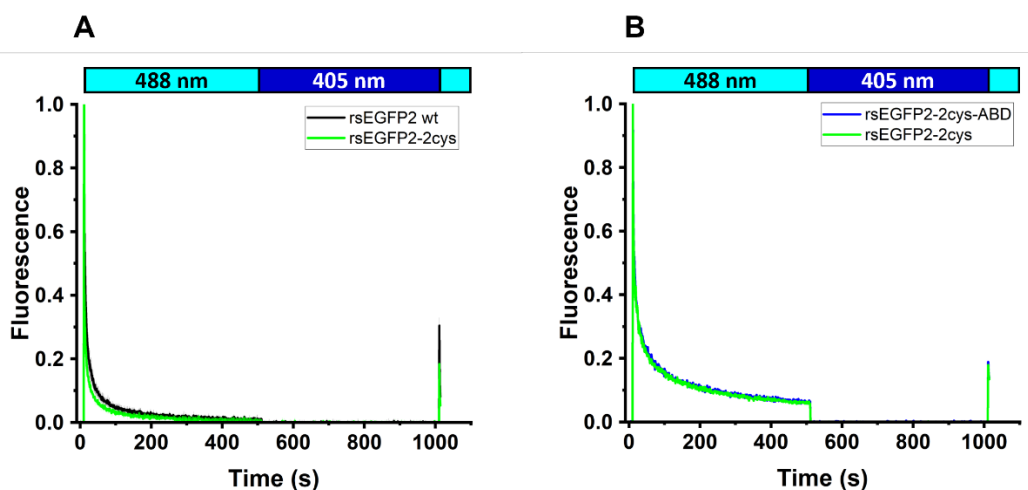 A
488 nm 405 nm
rsEGFP2 wt
rsEGFP2-2cys
1.0
0.8
0.6
0.4
0.2
0.0
Fluorescence
0 200 400 600 800 1000
Time (s)
B
488 nm 405 nm
rsEGFP2-2cys-ABD
rsEGFP2-2cys
1.0
0.8
0.6
0.4
0.2
0.0
Fluorescence
0 200 400 600 800 1000
Time (s)